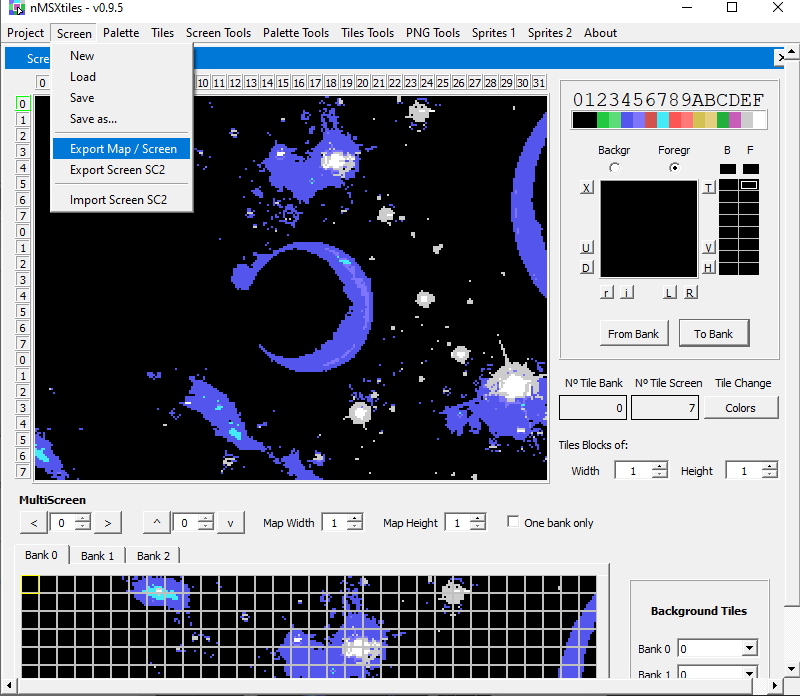 nMSXtiles - v0.9.5
Project Screen Palette Tiles Screen Tools Palette Tools Tiles Tools PNG Tools Sprites 1 Sprites 2 About
Scre
New
Load
Save
Save as...
Export Map / Screen
Export Screen SC2
Import Screen SC2
0 10 11 12 13 14 15 16 17 18 19 20 21 22 23 24 25 26 27 28 29 30 31
0
1
2
3
4
5
6
7
0
1
2
3
4
5
6
7
0
1
2
3
4
5
6
7
0123456789ABCDEF
Backgr Foregr B F
X T
U V
D H
r i L R
From Bank To Bank
Nº Tile Bank Nº Tile Screen Tile Change
0 7 Colors
Tiles Blocks of:
Width 1 Height 1
MultiScreen
< 0 > ^ 0 v Map Width 1 Map Height 1 One bank only
Bank 0 Bank 1 Bank 2
Background Tiles
Bank 0 0
Bank 1 0